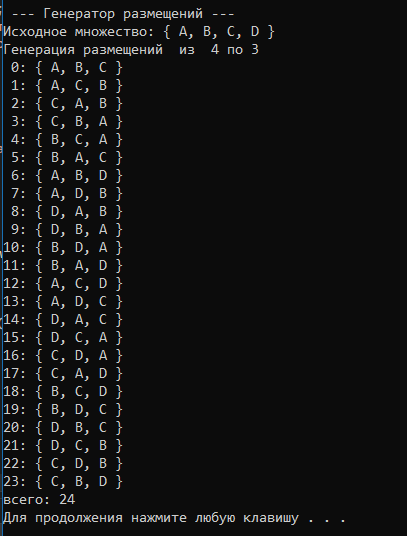 --- Генератор размещений ---
Исходное множество: { A, B, C, D }
Генерация размещений  из  4 по 3
 0: { A, B, C }
 1: { A, C, B }
 2: { C, A, B }
 3: { C, B, A }
 4: { B, C, A }
 5: { B, A, C }
 6: { A, B, D }
 7: { A, D, B }
 8: { D, A, B }
 9: { D, B, A }
10: { B, D, A }
11: { B, A, D }
12: { A, C, D }
13: { A, D, C }
14: { D, A, C }
15: { D, C, A }
16: { C, D, A }
17: { C, A, D }
18: { B, C, D }
19: { B, D, C }
20: { D, B, C }
21: { D, C, B }
22: { C, D, B }
23: { C, B, D }
всего: 24
Для продолжения нажмите любую клавишу . . .